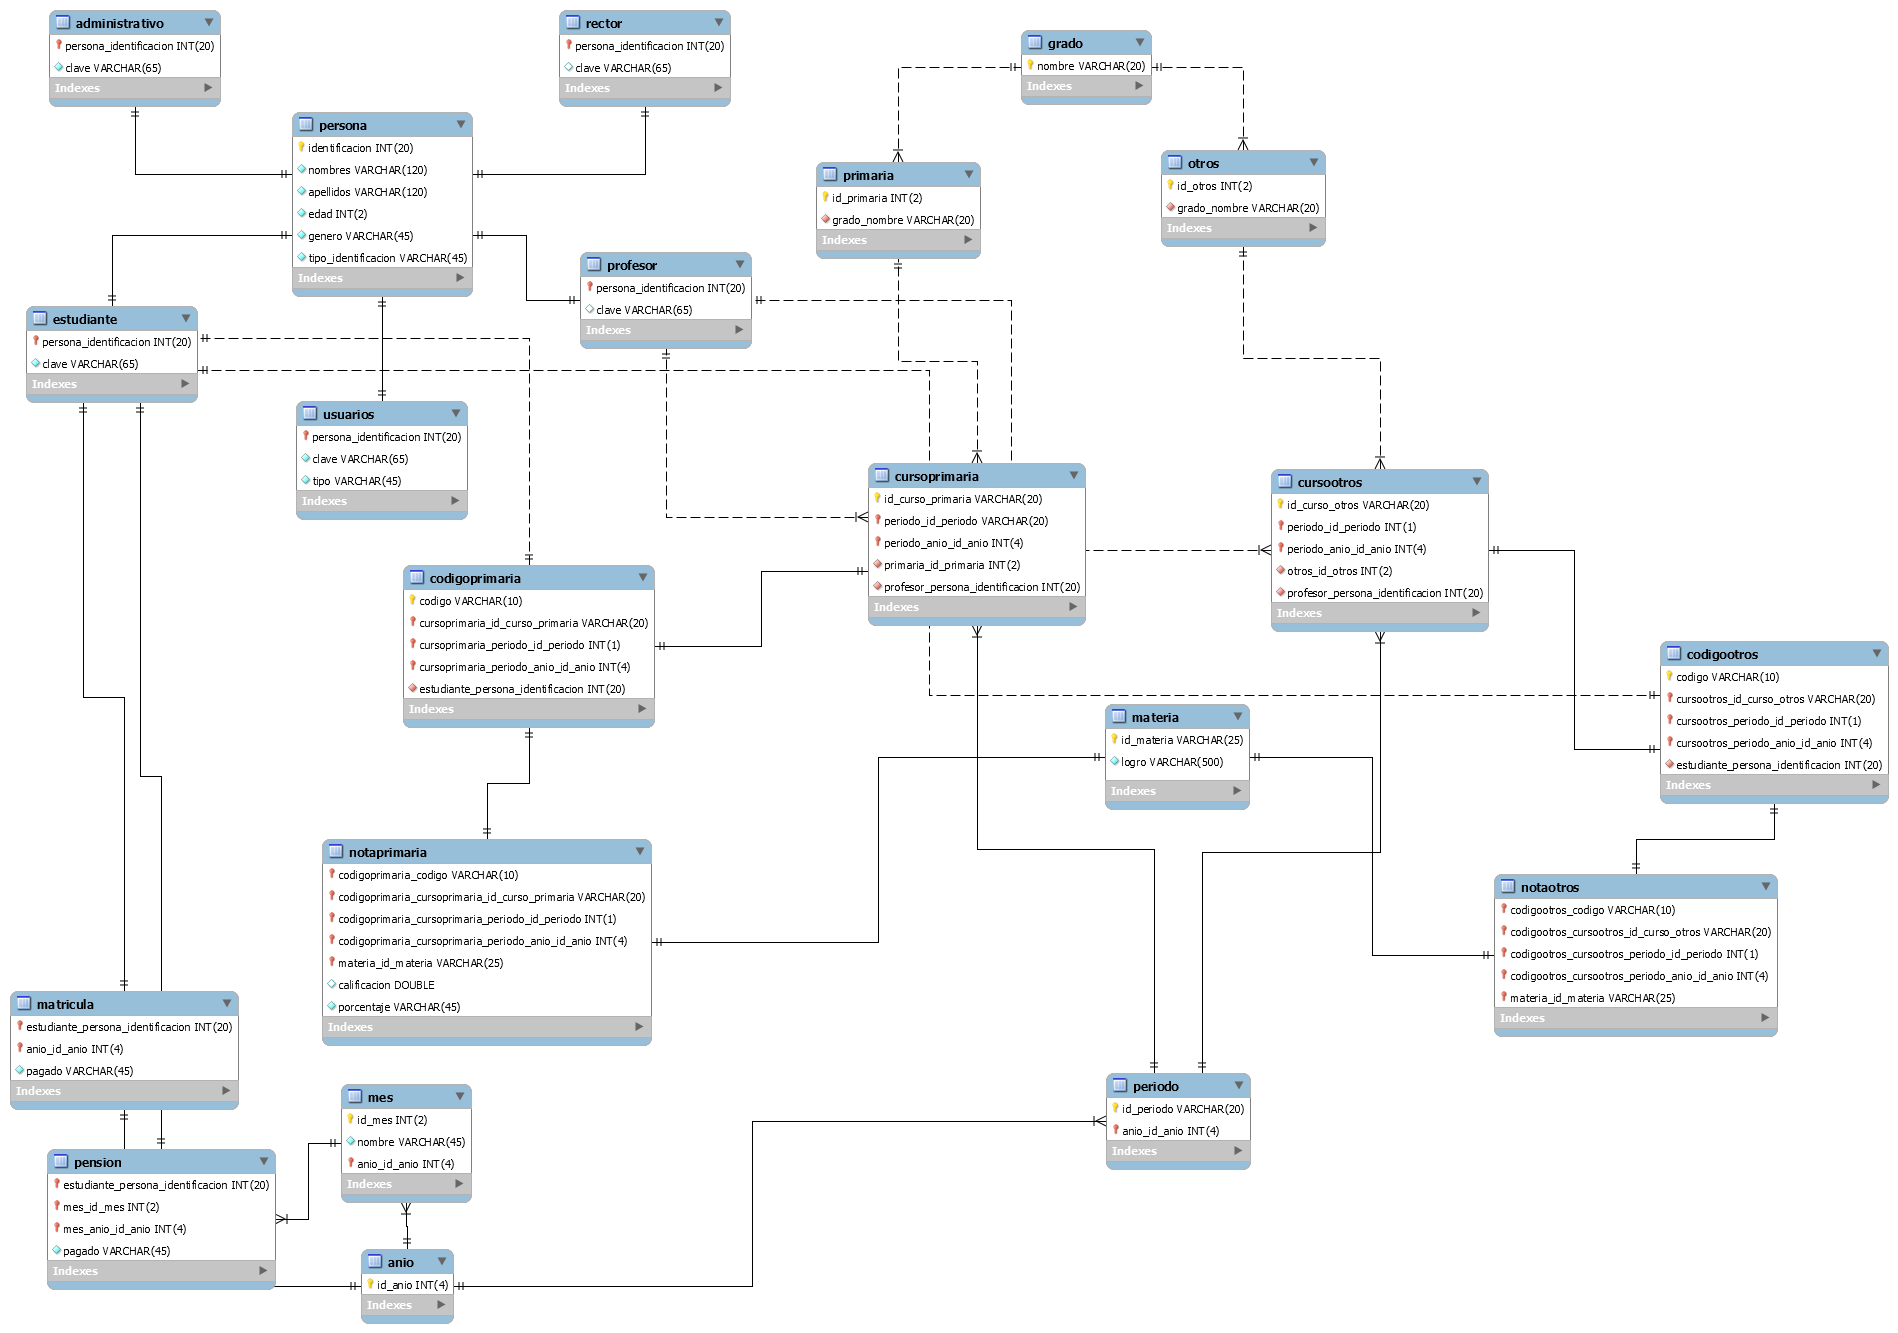 administrativo
persona_identificacion INT(20)
clave VARCHAR(65)
Indexes
rector
persona_identificacion INT(20)
clave VARCHAR(65)
Indexes
grado
nombre VARCHAR(20)
Indexes
persona
identificacion INT(20)
nombres VARCHAR(120)
apellidos VARCHAR(120)
edad INT(2)
genero VARCHAR(45)
tipo_identificacion VARCHAR(45)
Indexes
primaria
id_primaria INT(2)
grado_nombre VARCHAR(20)
Indexes
otros
id_otros INT(2)
grado_nombre VARCHAR(20)
Indexes
profesor
persona_identificacion INT(20)
clave VARCHAR(65)
Indexes
estudiante
persona_identificacion INT(20)
clave VARCHAR(65)
Indexes
usuarios
persona_identificacion INT(20)
clave VARCHAR(65)
tipo VARCHAR(45)
Indexes
cursoprimaria
id_curso_primaria VARCHAR(20)
periodo_id_periodo VARCHAR(20)
periodo_anio_id_anio INT(4)
primaria_id_primaria INT(2)
profesor_persona_identificacion INT(20)
Indexes
cursootros
id_curso_otros VARCHAR(20)
periodo_id_periodo INT(1)
periodo_anio_id_anio INT(4)
otros_id_otros INT(2)
profesor_persona_identificacion INT(20)
Indexes
codigoprimaria
codigo VARCHAR(10)
cursoprimaria_id_curso_primaria VARCHAR(20)
cursoprimaria_periodo_id_periodo INT(1)
cursoprimaria_periodo_anio_id_anio INT(4)
estudiante_persona_identificacion INT(20)
Indexes
codigootros
codigo VARCHAR(10)
cursootros_id_curso_otros VARCHAR(20)
cursootros_periodo_id_periodo INT(1)
cursootros_periodo_anio_id_anio INT(4)
estudiante_persona_identificacion INT(20)
Indexes
materia
id_materia VARCHAR(25)
logro VARCHAR(500)
Indexes
notaprimaria
codigoprimaria_codigo VARCHAR(10)
codigoprimaria_cursoprimaria_id_curso_primaria VARCHAR(20)
codigoprimaria_cursoprimaria_periodo_id_periodo INT(1)
codigoprimaria_cursoprimaria_periodo_anio_id_anio INT(4)
materia_id_materia VARCHAR(25)
calificacion DOUBLE
porcentaje VARCHAR(45)
Indexes
notaotros
codigootros_codigo VARCHAR(10)
codigootros_cursootros_id_curso_otros VARCHAR(20)
codigootros_cursootros_periodo_id_periodo INT(1)
codigootros_cursootros_periodo_anio_id_anio INT(4)
materia_id_materia VARCHAR(25)
Indexes
matricula
estudiante_persona_identificacion INT(20)
anio_id_anio INT(4)
pagado VARCHAR(45)
Indexes
mes
id_mes INT(2)
nombre VARCHAR(45)
anio_id_anio INT(4)
Indexes
periodo
id_periodo VARCHAR(20)
anio_id_anio INT(4)
Indexes
pension
estudiante_persona_identificacion INT(20)
mes_id_mes INT(2)
mes_anio_id_anio INT(4)
pagado VARCHAR(45)
Indexes
anio
id_anio INT(4)
Indexes